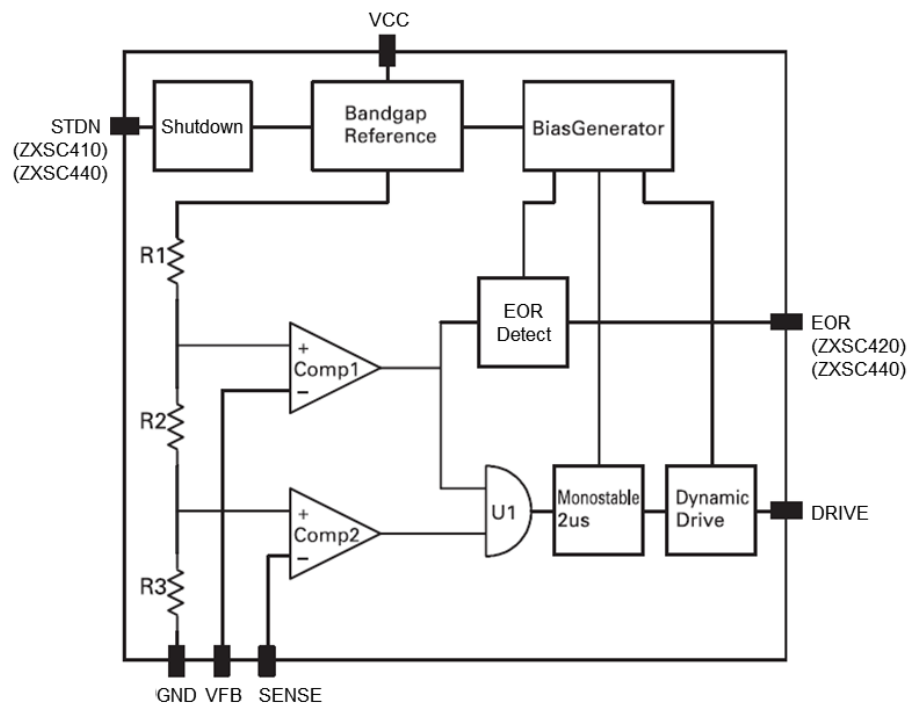 VCC
STDN
(ZXSC410)
(ZXSC440)
Shutdown
Bandgap
Reference
BiasGenerator
R1
EOR
Detect
EOR
(ZXSC420)
(ZXSC440)
+
Comp1
−
R2
+
Comp2
−
U1
Monostable
2us
Dynamic
Drive
DRIVE
R3
GND
VFB
SENSE